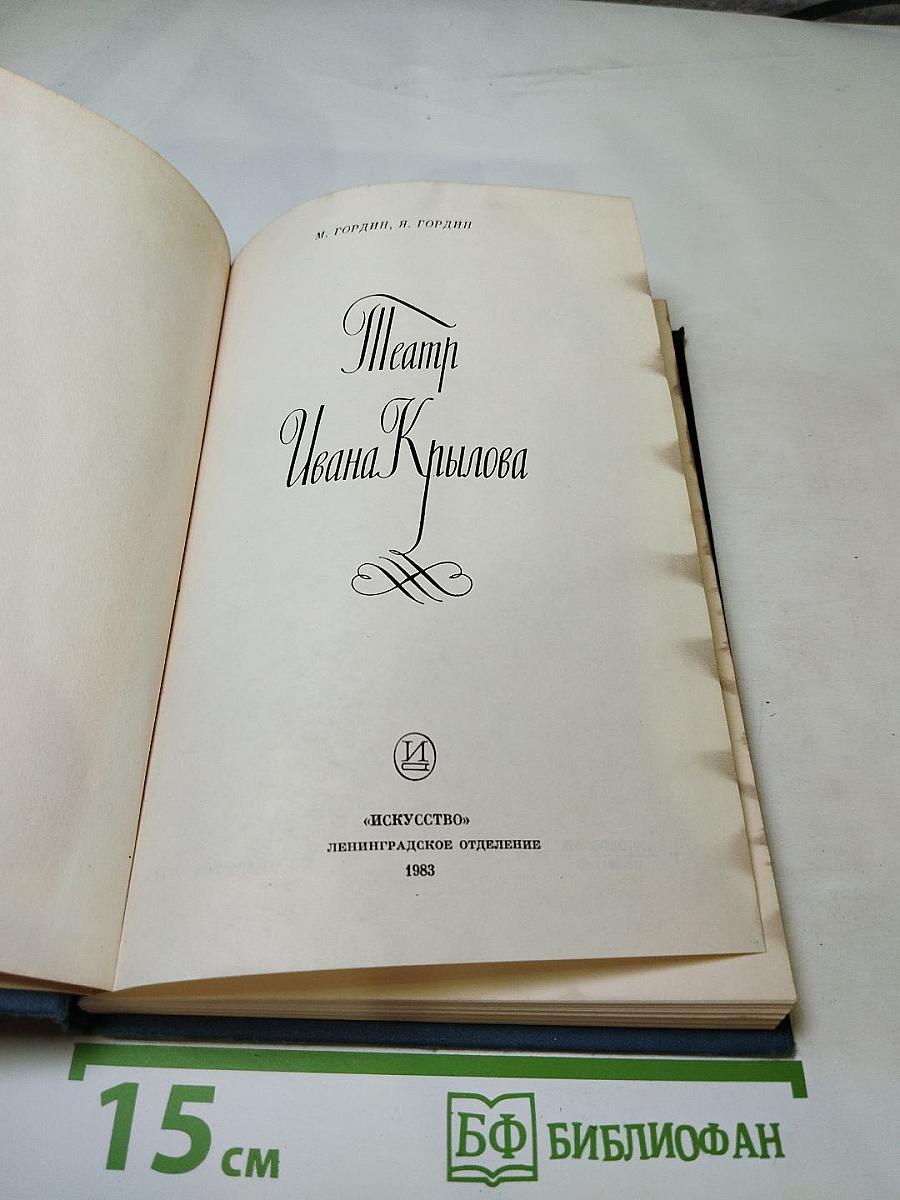 М. ГОРДИН, Я. ГОРДИН
Театр
Ивана Крылова
И
«ИСКУССТВО»
ЛЕНИНГРАДСКОЕ ОТДЕЛЕНИЕ
1983
15 см
БФ БИБЛИОФАН